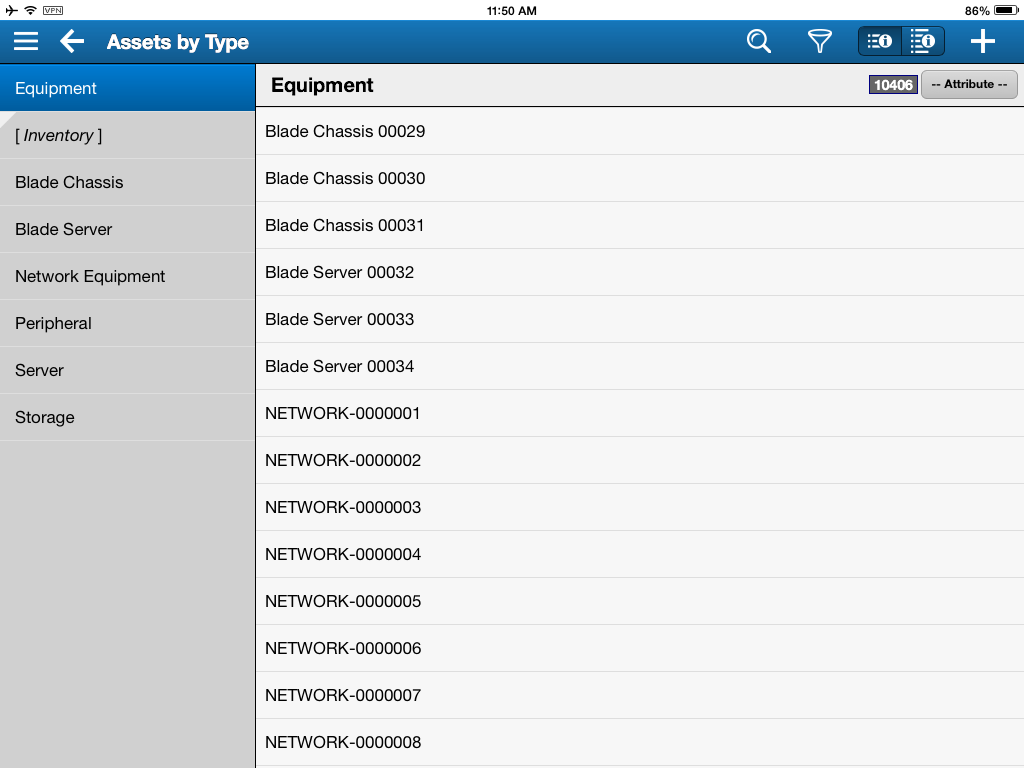 VPN
11:50 AM
86%
Assets by Type
Equipment
[ Inventory ]
Blade Chassis
Blade Server
Network Equipment
Peripheral
Server
Storage
Equipment
10406
-- Attribute --
Blade Chassis 00029
Blade Chassis 00030
Blade Chassis 00031
Blade Server 00032
Blade Server 00033
Blade Server 00034
NETWORK-0000001
NETWORK-0000002
NETWORK-0000003
NETWORK-0000004
NETWORK-0000005
NETWORK-0000006
NETWORK-0000007
NETWORK-0000008